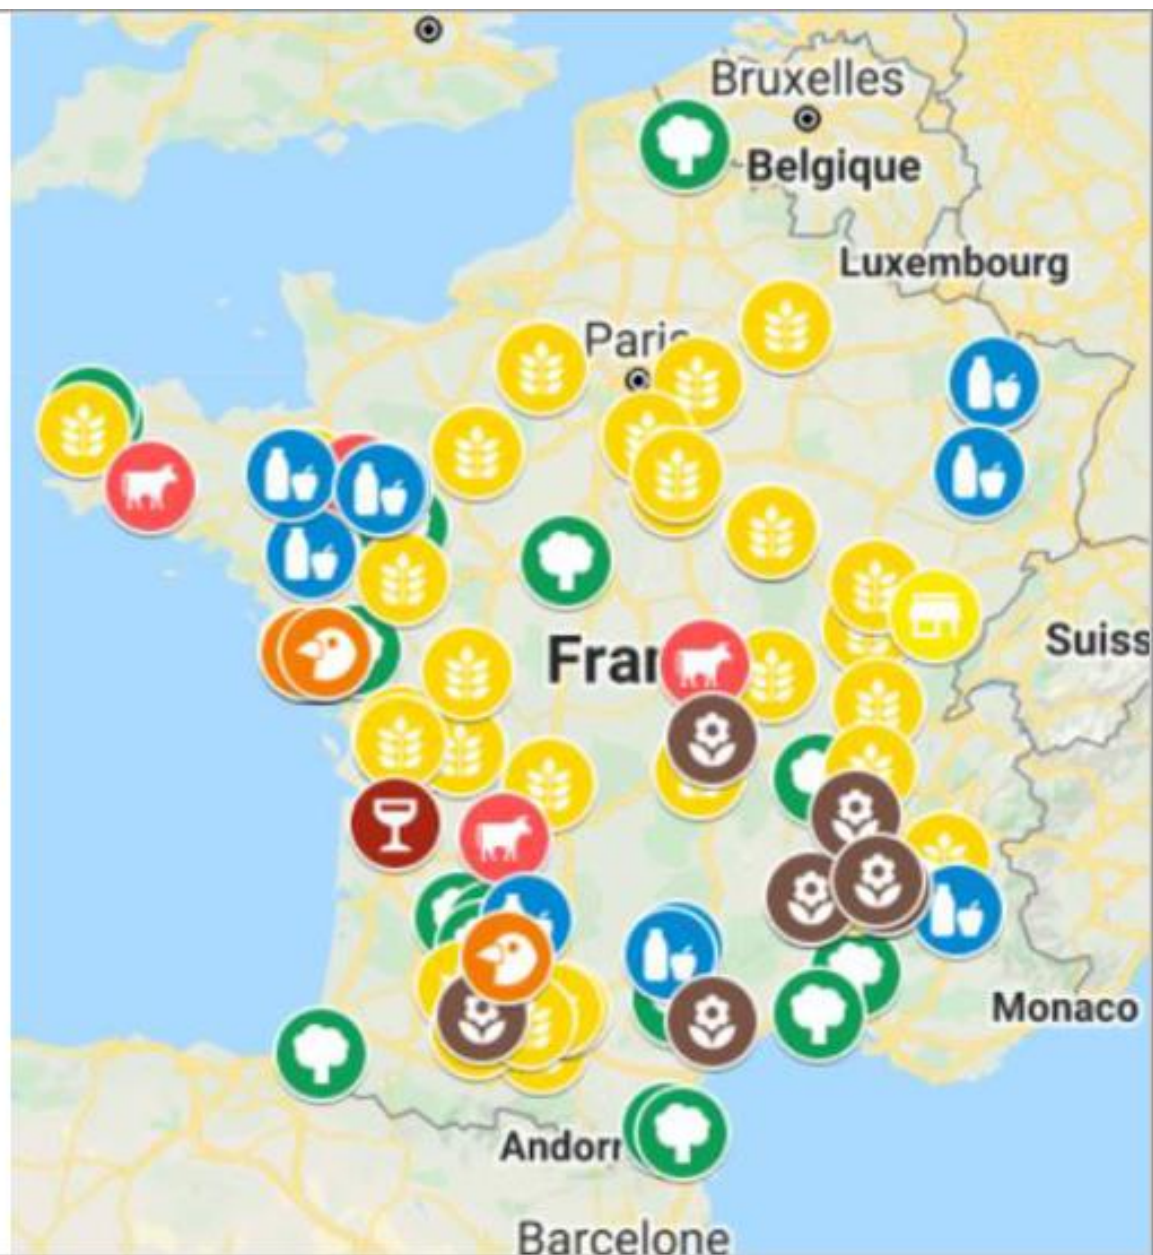 Bruxelles
Belgique
Luxembourg
Paris
Fran
Suiss
Monaco
Andorr
Barcelone